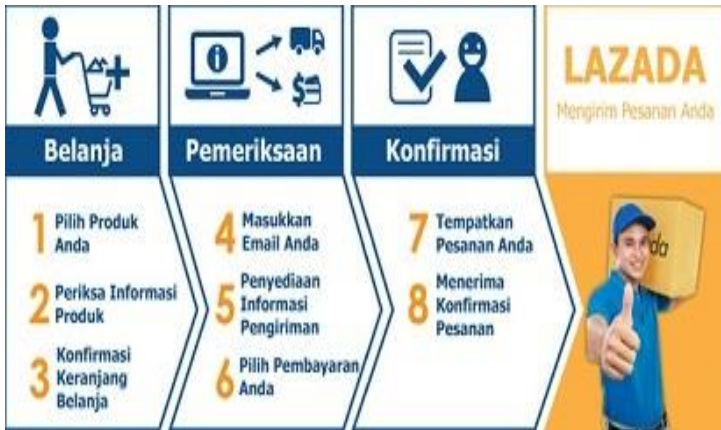 Belanja
1 Pilih Produk
Anda
2 Periksa Informasi
Produk
3 Konfirmasi
Keranjang
Belanja
Pemeriksaan
4 Masukkan
Email Anda
5 Penyediaan
Informasi
Pengiriman
6 Pilih Pembayaran
Anda
Konfirmasi
7 Tempatkan
Pesanan Anda
8 Menerima
Konfirmasi
Pesanan
LAZADA
Mengirim Pesanan Anda
da